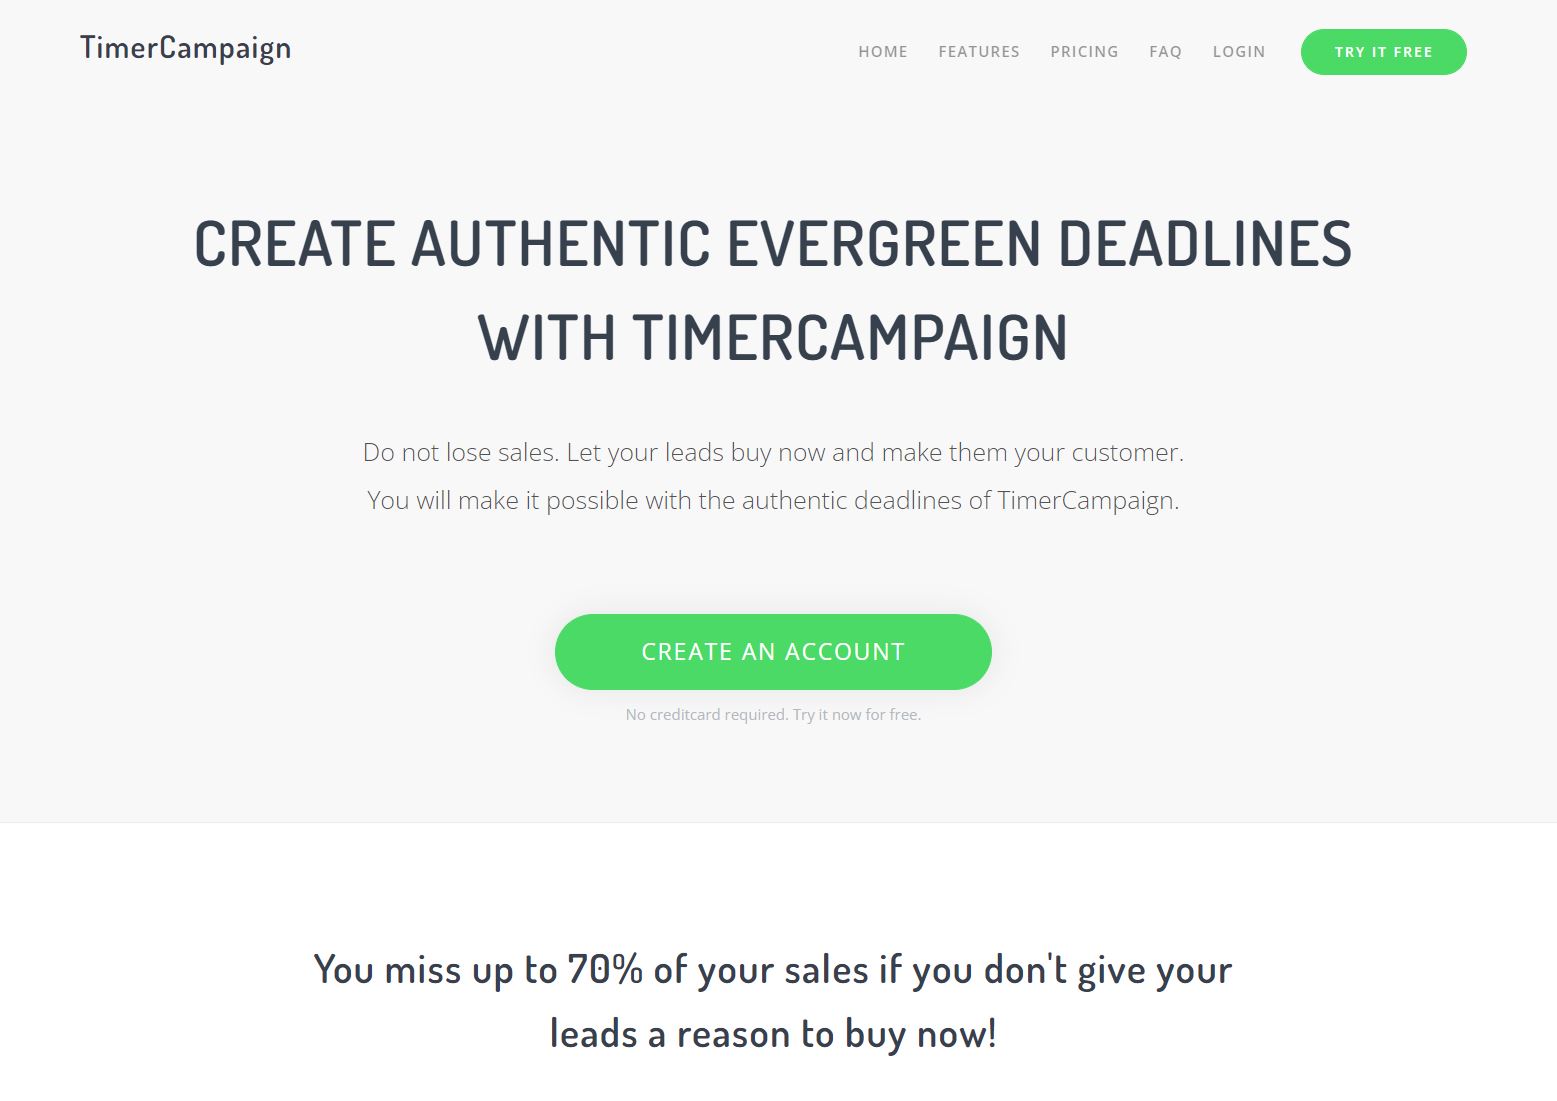 TimerCampaign
HOME FEATURES PRICING FAQ LOGIN TRY IT FREE
CREATE AUTHENTIC EVERGREEN DEADLINES
WITH TIMERCAMPAIGN
Do not lose sales. Let your leads buy now and make them your customer.
You will make it possible with the authentic deadlines of TimerCampaign.
CREATE AN ACCOUNT
No creditcard required. Try it now for free.
You miss up to 70% of your sales if you don't give your
leads a reason to buy now!